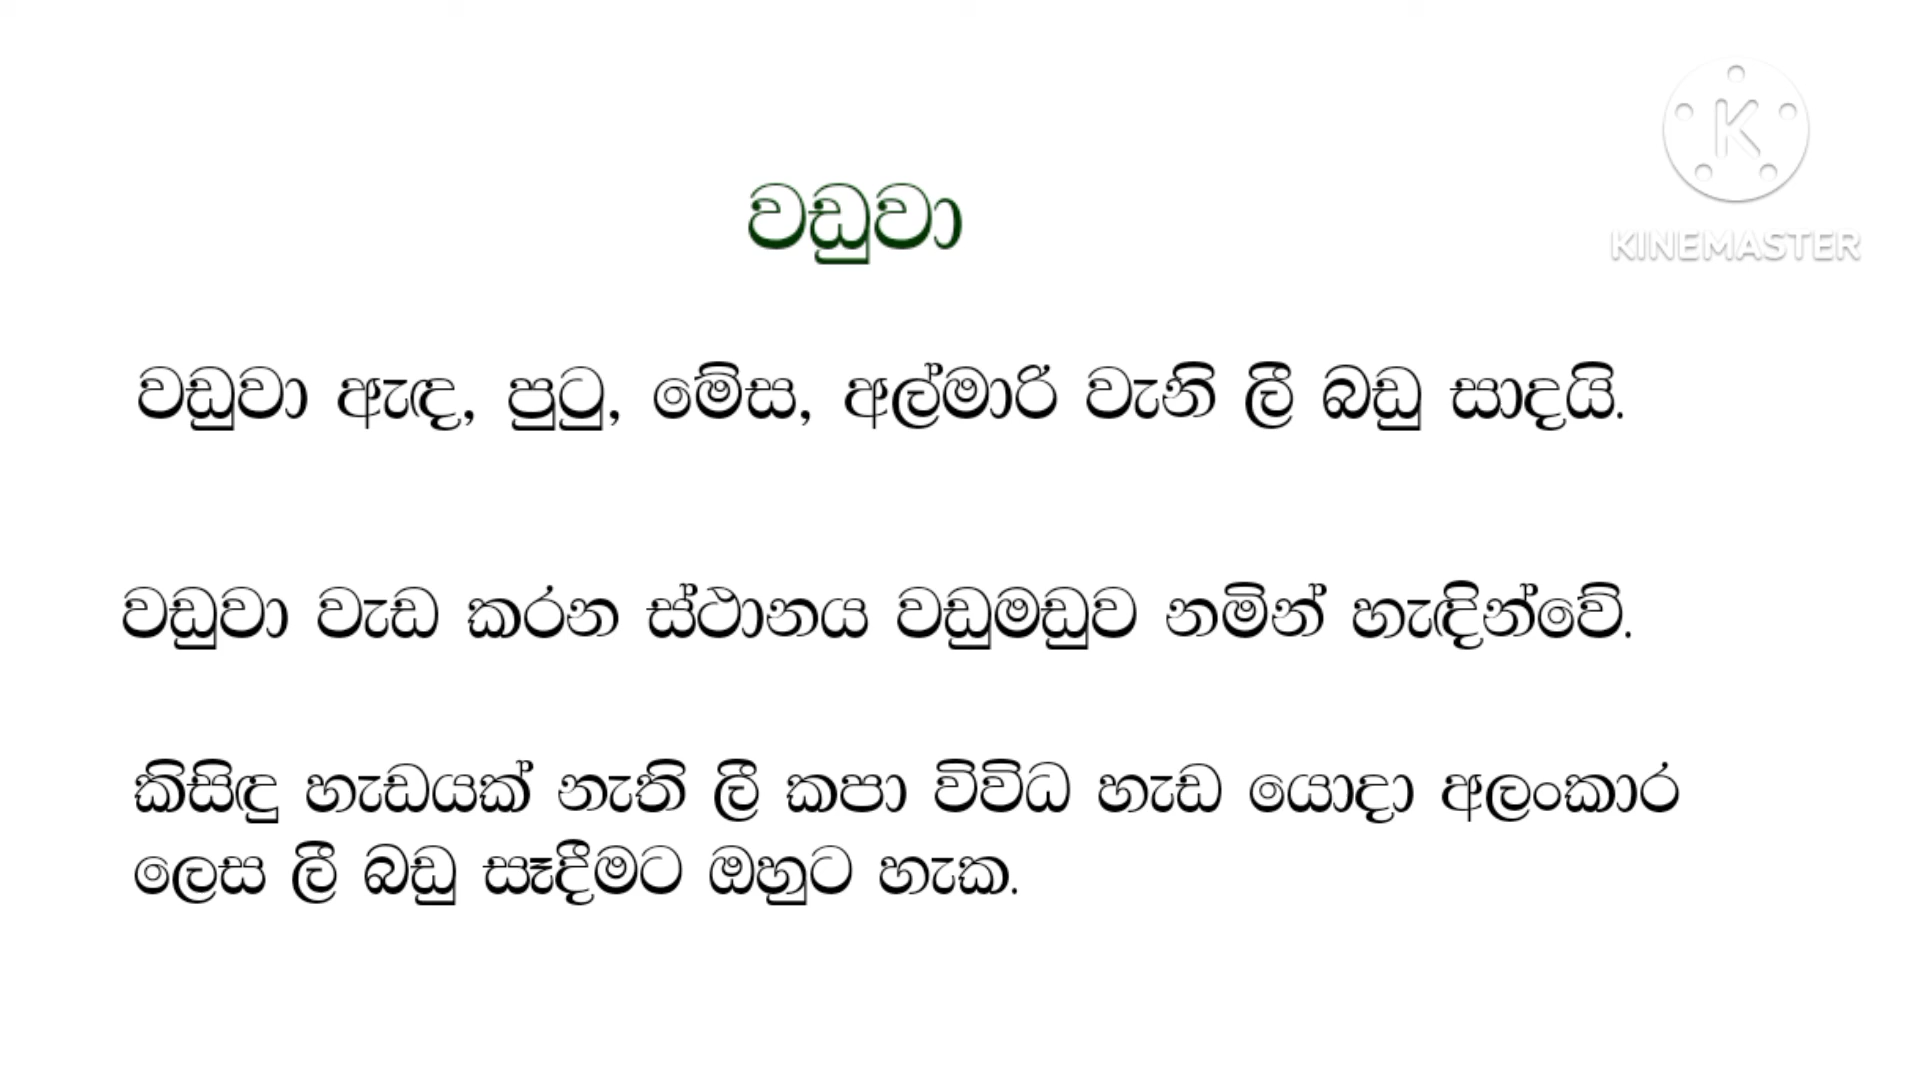 වඩුවා
KINEMASTER
වඩුවා ඇඳ, පුටු, මේස, අල්මාරි වැනි ලී බඩු සාදයි.
වඩුවා වැඩ කරන ස්ථානය වඩුමඩුව නමින් හැඳින්වේ.
කිසිඳු හැඩයක් නැති ලී කපා විවිධ හැඩ යොදා අලංකාර
ලෙස ලී බඩු සෑදීමට ඔහුට හැක.